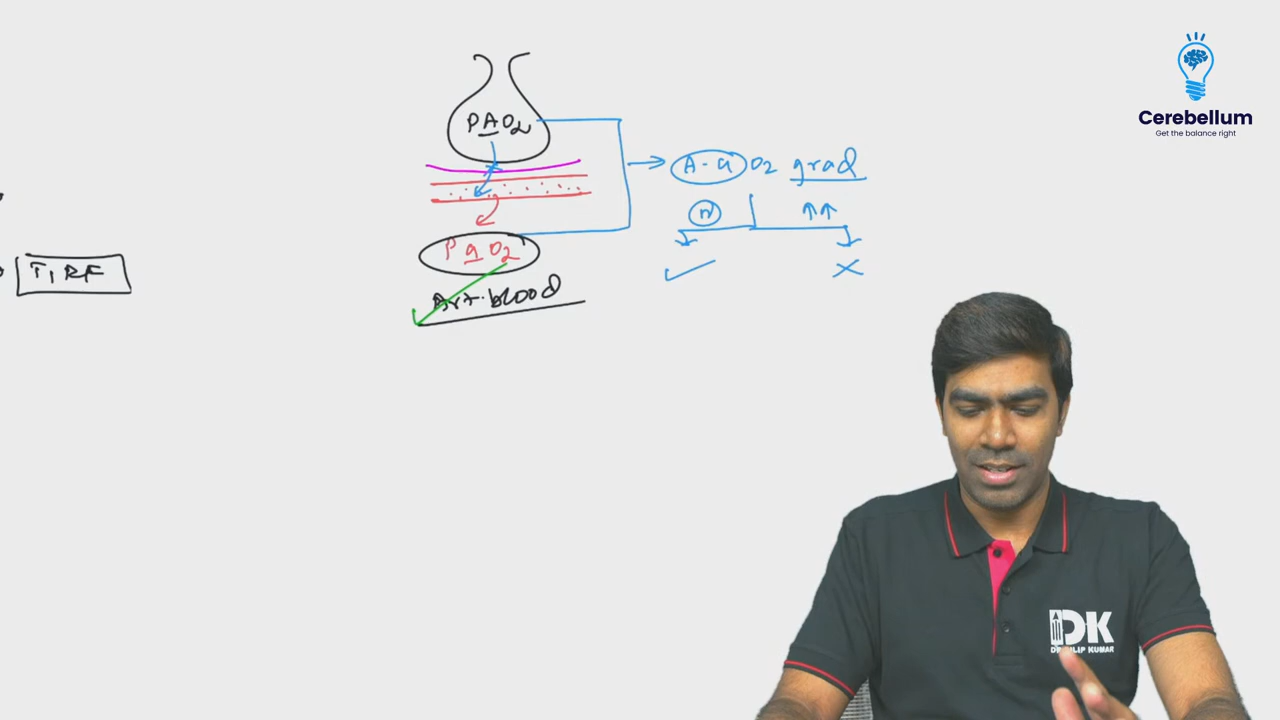 PAO2
A-a O2 grad
N ↑↑
PaO2
T1RF
Art. blood
Cerebellum
Get the balance right
DK